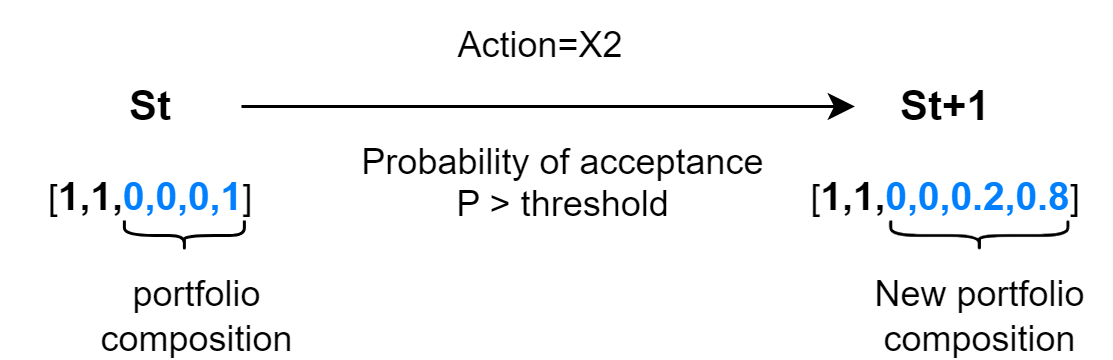 Action=X2
St
St+1
Probability of acceptance
P > threshold
[1,1,0,0,0,1]
[1,1,0,0,0.2,0.8]
portfolio
composition
New portfolio
composition